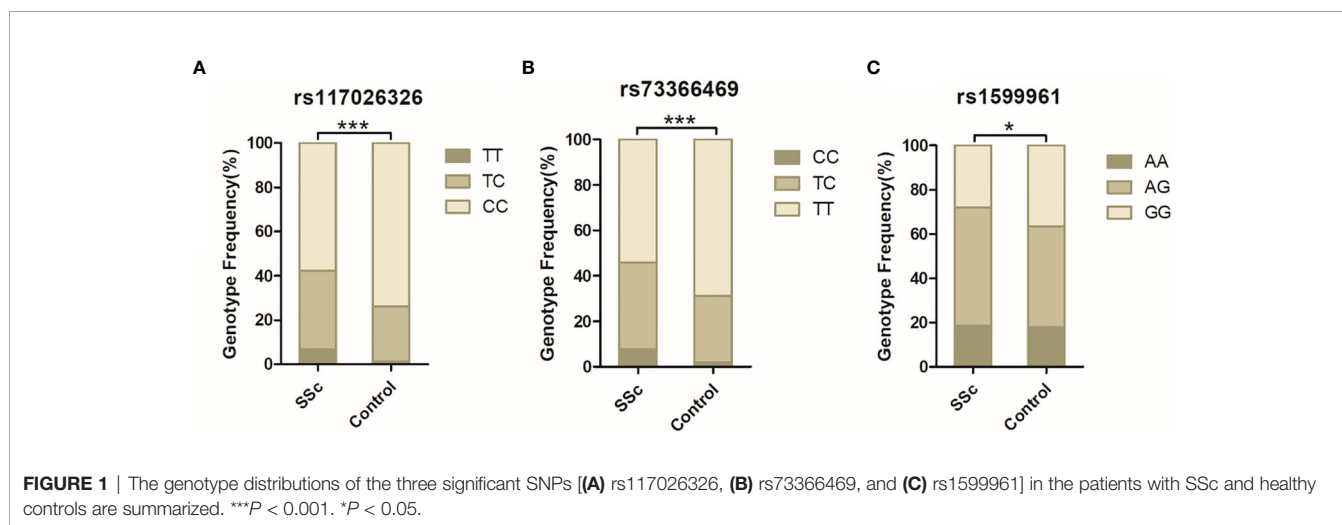 A
rs117026326
***
Genotype Frequency(%)
100
80
60
40
20
0
SSc
Control
TT
TC
CC
B
rs73366469
***
Genotype Frequency(%)
100
80
60
40
20
0
SSc
Control
CC
TC
TT
C
rs1599961
*
Genotype Frequency(%)
100
80
60
40
20
0
SSc
Control
AA
AG
GG
FIGURE 1 | The genotype distributions of the three significant SNPs [(A) rs117026326, (B) rs73366469, and (C) rs1599961] in the patients with SSc and healthy
controls are summarized. ***P < 0.001. *P < 0.05.